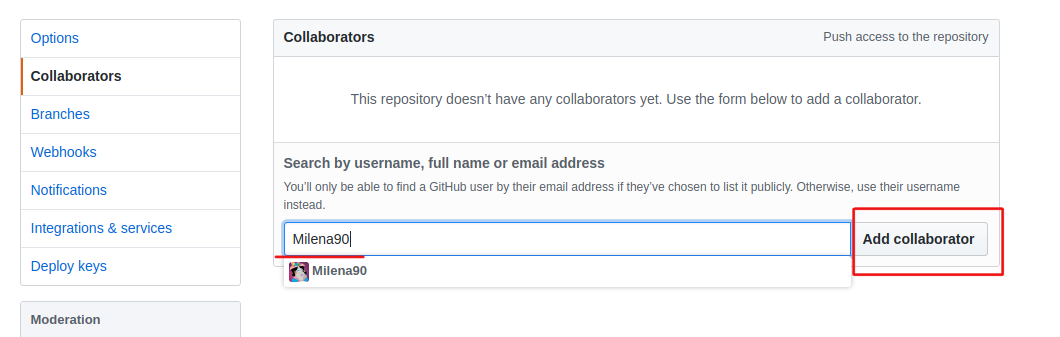 Options
Collaborators
Branches
Webhooks
Notifications
Integrations & services
Deploy keys
Moderation
Collaborators
Push access to the repository
This repository doesn’t have any collaborators yet. Use the form below to add a collaborator.
Search by username, full name or email address
You’ll only be able to find a GitHub user by their email address if they’ve chosen to list it publicly. Otherwise, use their username
instead.
Milena90
Add collaborator
Milena90